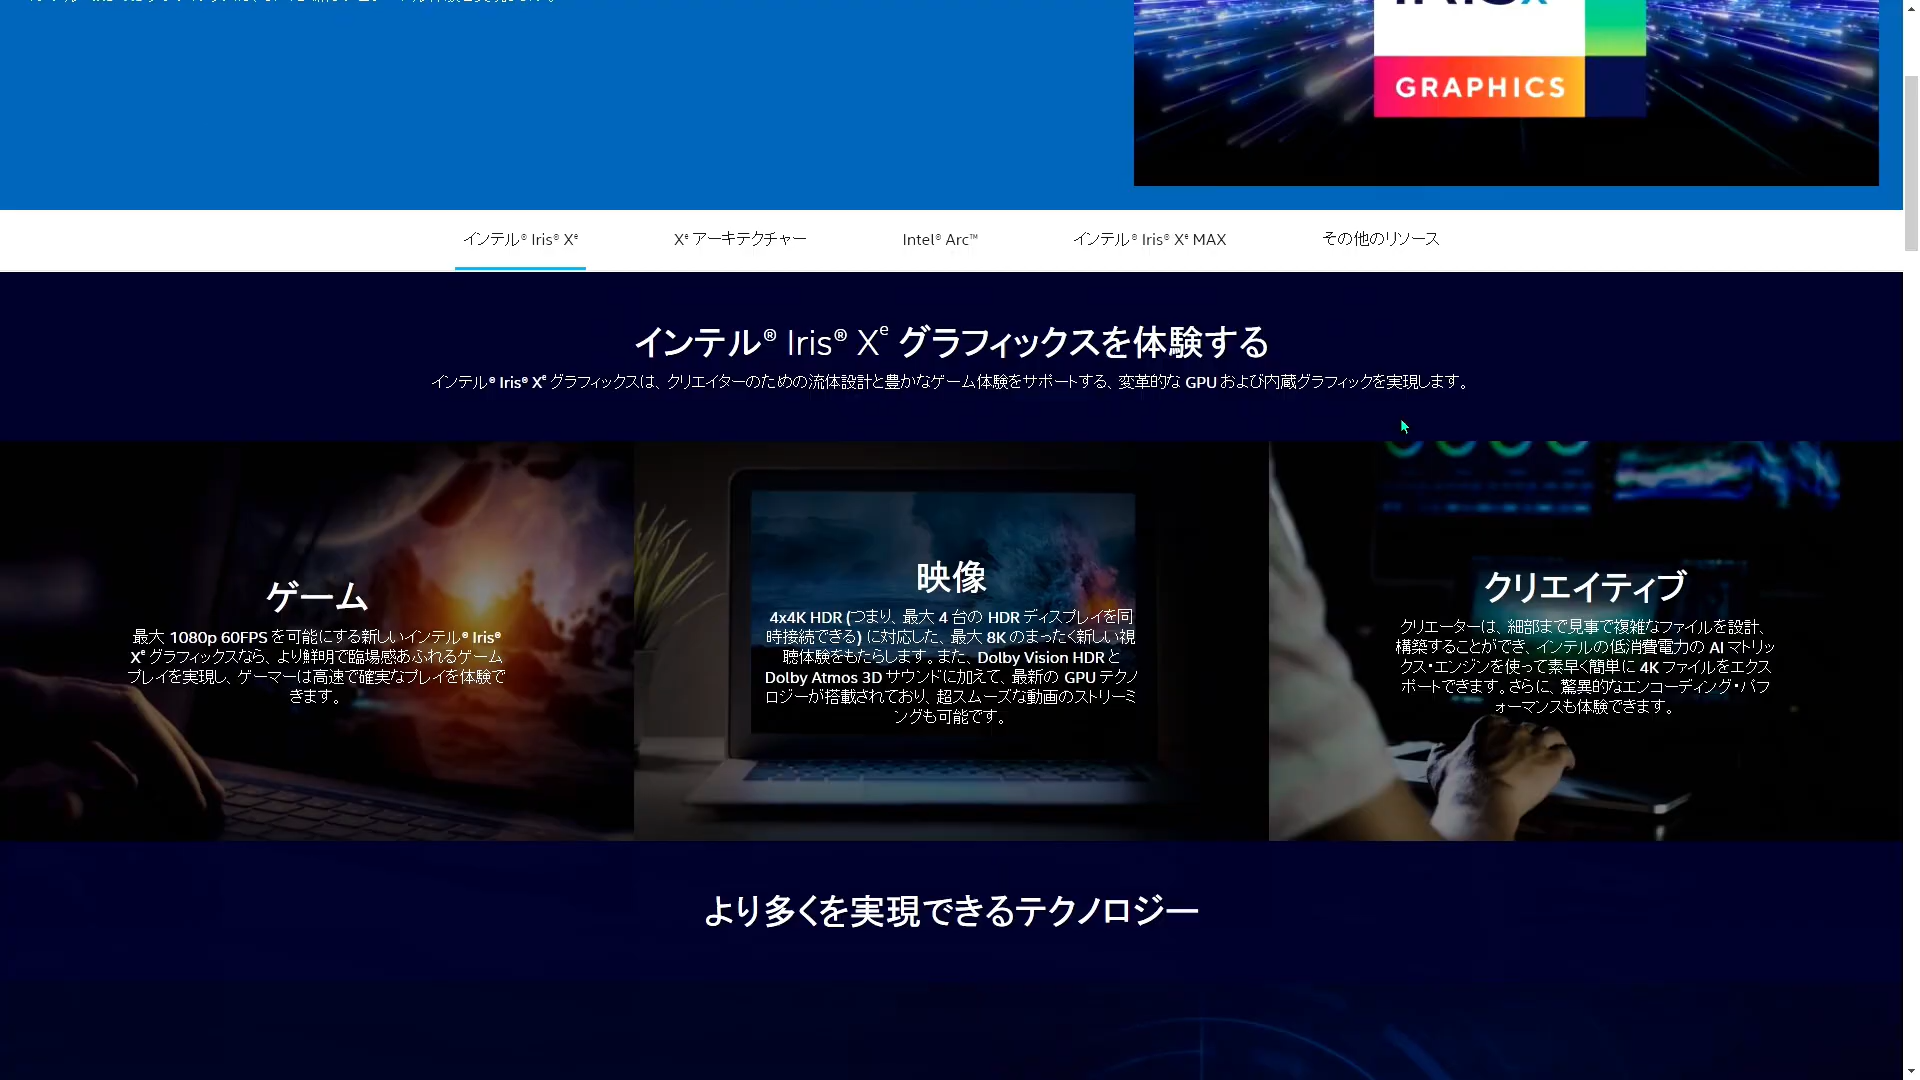 GRAPHICS
インテル® Iris® Xᵉ
Xᵉ アーキテクチャー
Intel® Arc™
インテル® Iris® Xᵉ MAX
その他のリソース
インテル® Iris® Xᵉ グラフィックスを体験する
インテル® Iris® Xᵉ グラフィックスは、クリエイターのための流体設計と豊かなゲーム体験をサポートする、変革的な GPU および内蔵グラフィックを実現します。
ゲーム
最大 1080p 60FPS を可能にする新しいインテル® Iris®
Xᵉ グラフィックスなら、より鮮明で臨場感あふれるゲーム
プレイを実現し、ゲーマーは高速で確実なプレイを体験で
きます。
映像
4x4K HDR (つまり、最大 4 台の HDR ディスプレイを同
時接続できる) に対応した、最大 8K のまったく新しい視
聴体験をもたらします。また、Dolby Vision HDR と
Dolby Atmos 3D サウンドに加えて、最新の GPU テクノ
ロジーが搭載されており、超スムーズな動画のストリーミ
ングも可能です。
クリエイティブ
クリエーターは、細部まで見事で複雑なファイルを設計、
構築することができ、インテルの低消費電力の AI マトリッ
クス・エンジンを使って素早く簡単に 4K ファイルをエクス
ポートできます。さらに、驚異的なエンコーディング・パフ
ォーマンスも体験できます。
より多くを実現できるテクノロジー